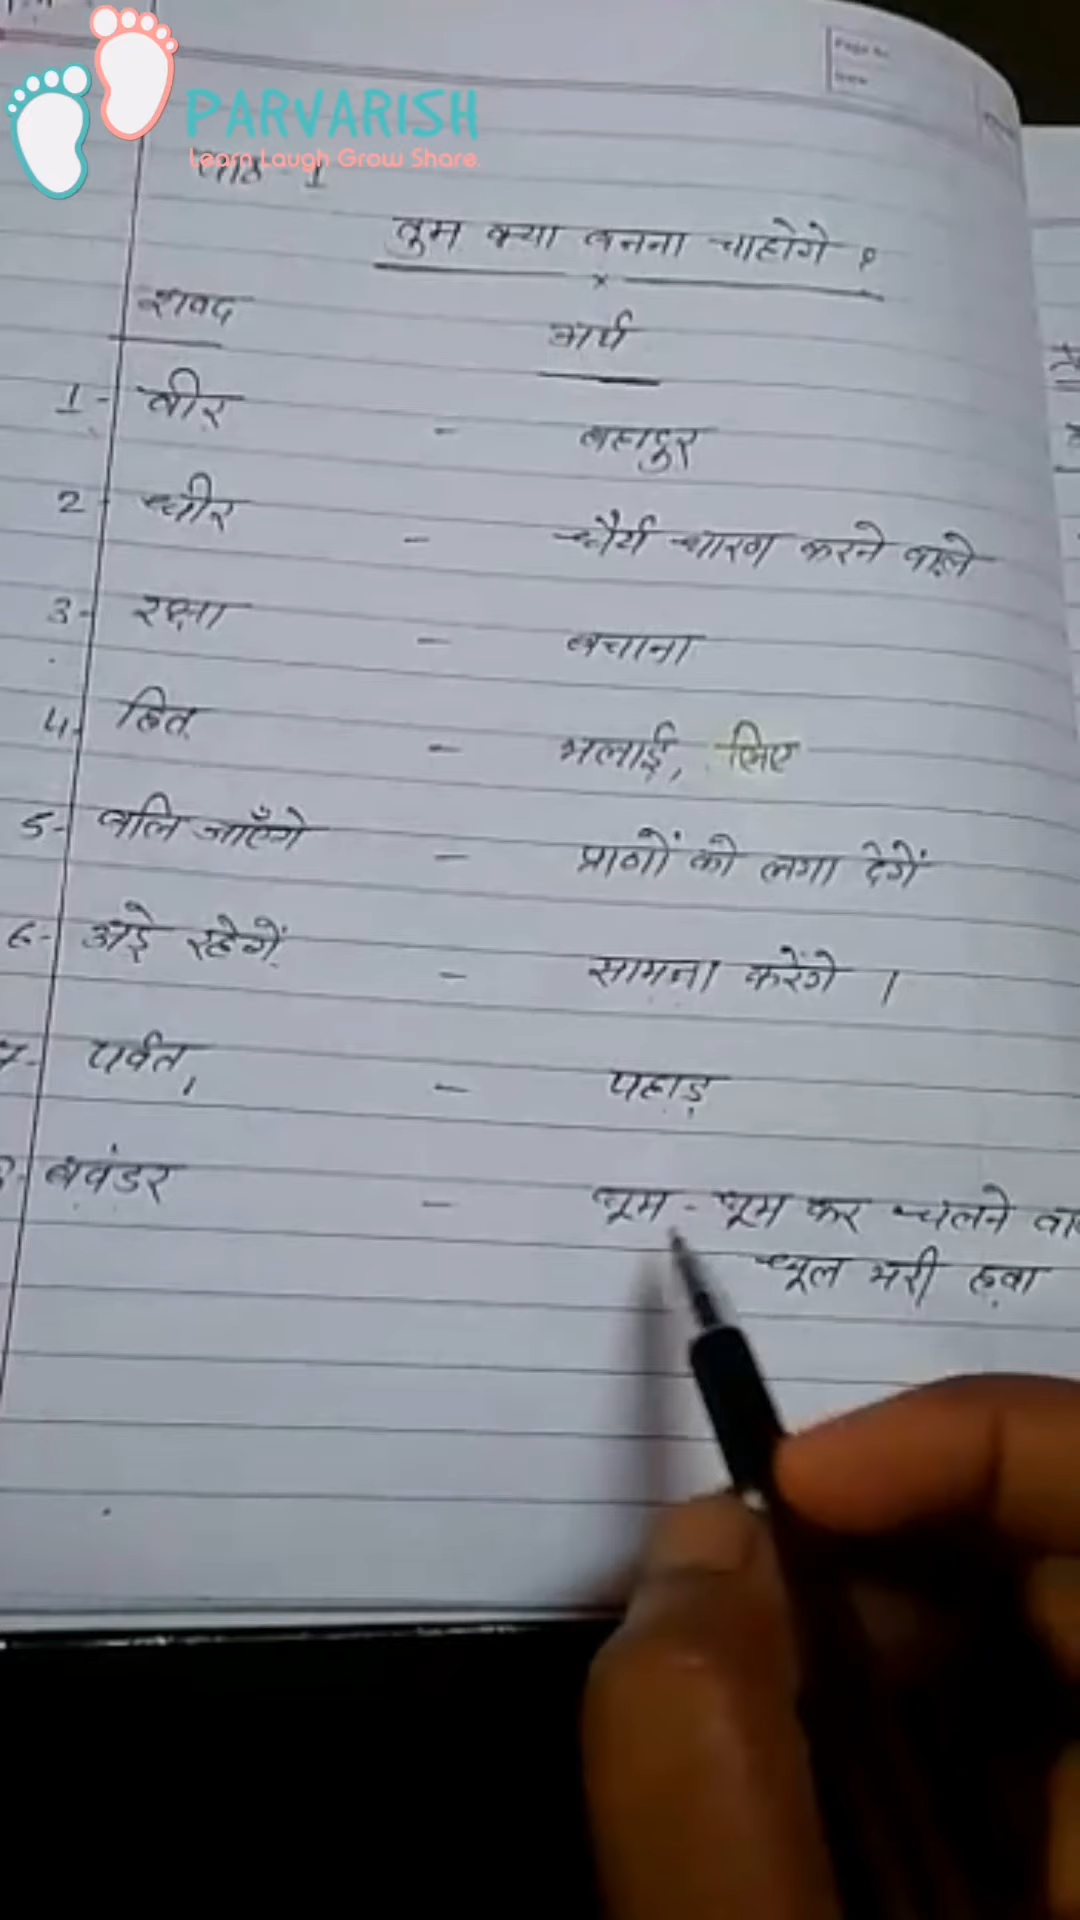 PARVARISH
Learn Laugh Grow Share.
पाठ - 1
तुम क्या बनना चाहोगे ?
शब्द अर्थ
1- वीर - बहादुर
2 धीर - धैर्य धारण करने वाले
3- रक्षा - बचाना
4. हित - भलाई, लिए
5- बलि जाएँगे - प्राणों को लगा देगें
6- अड़े रहेगें - सामना करेंगे ।
7- पर्वत, - पहाड़
बवंडर - घूम - घूम कर चलने
धूल भरी हवा